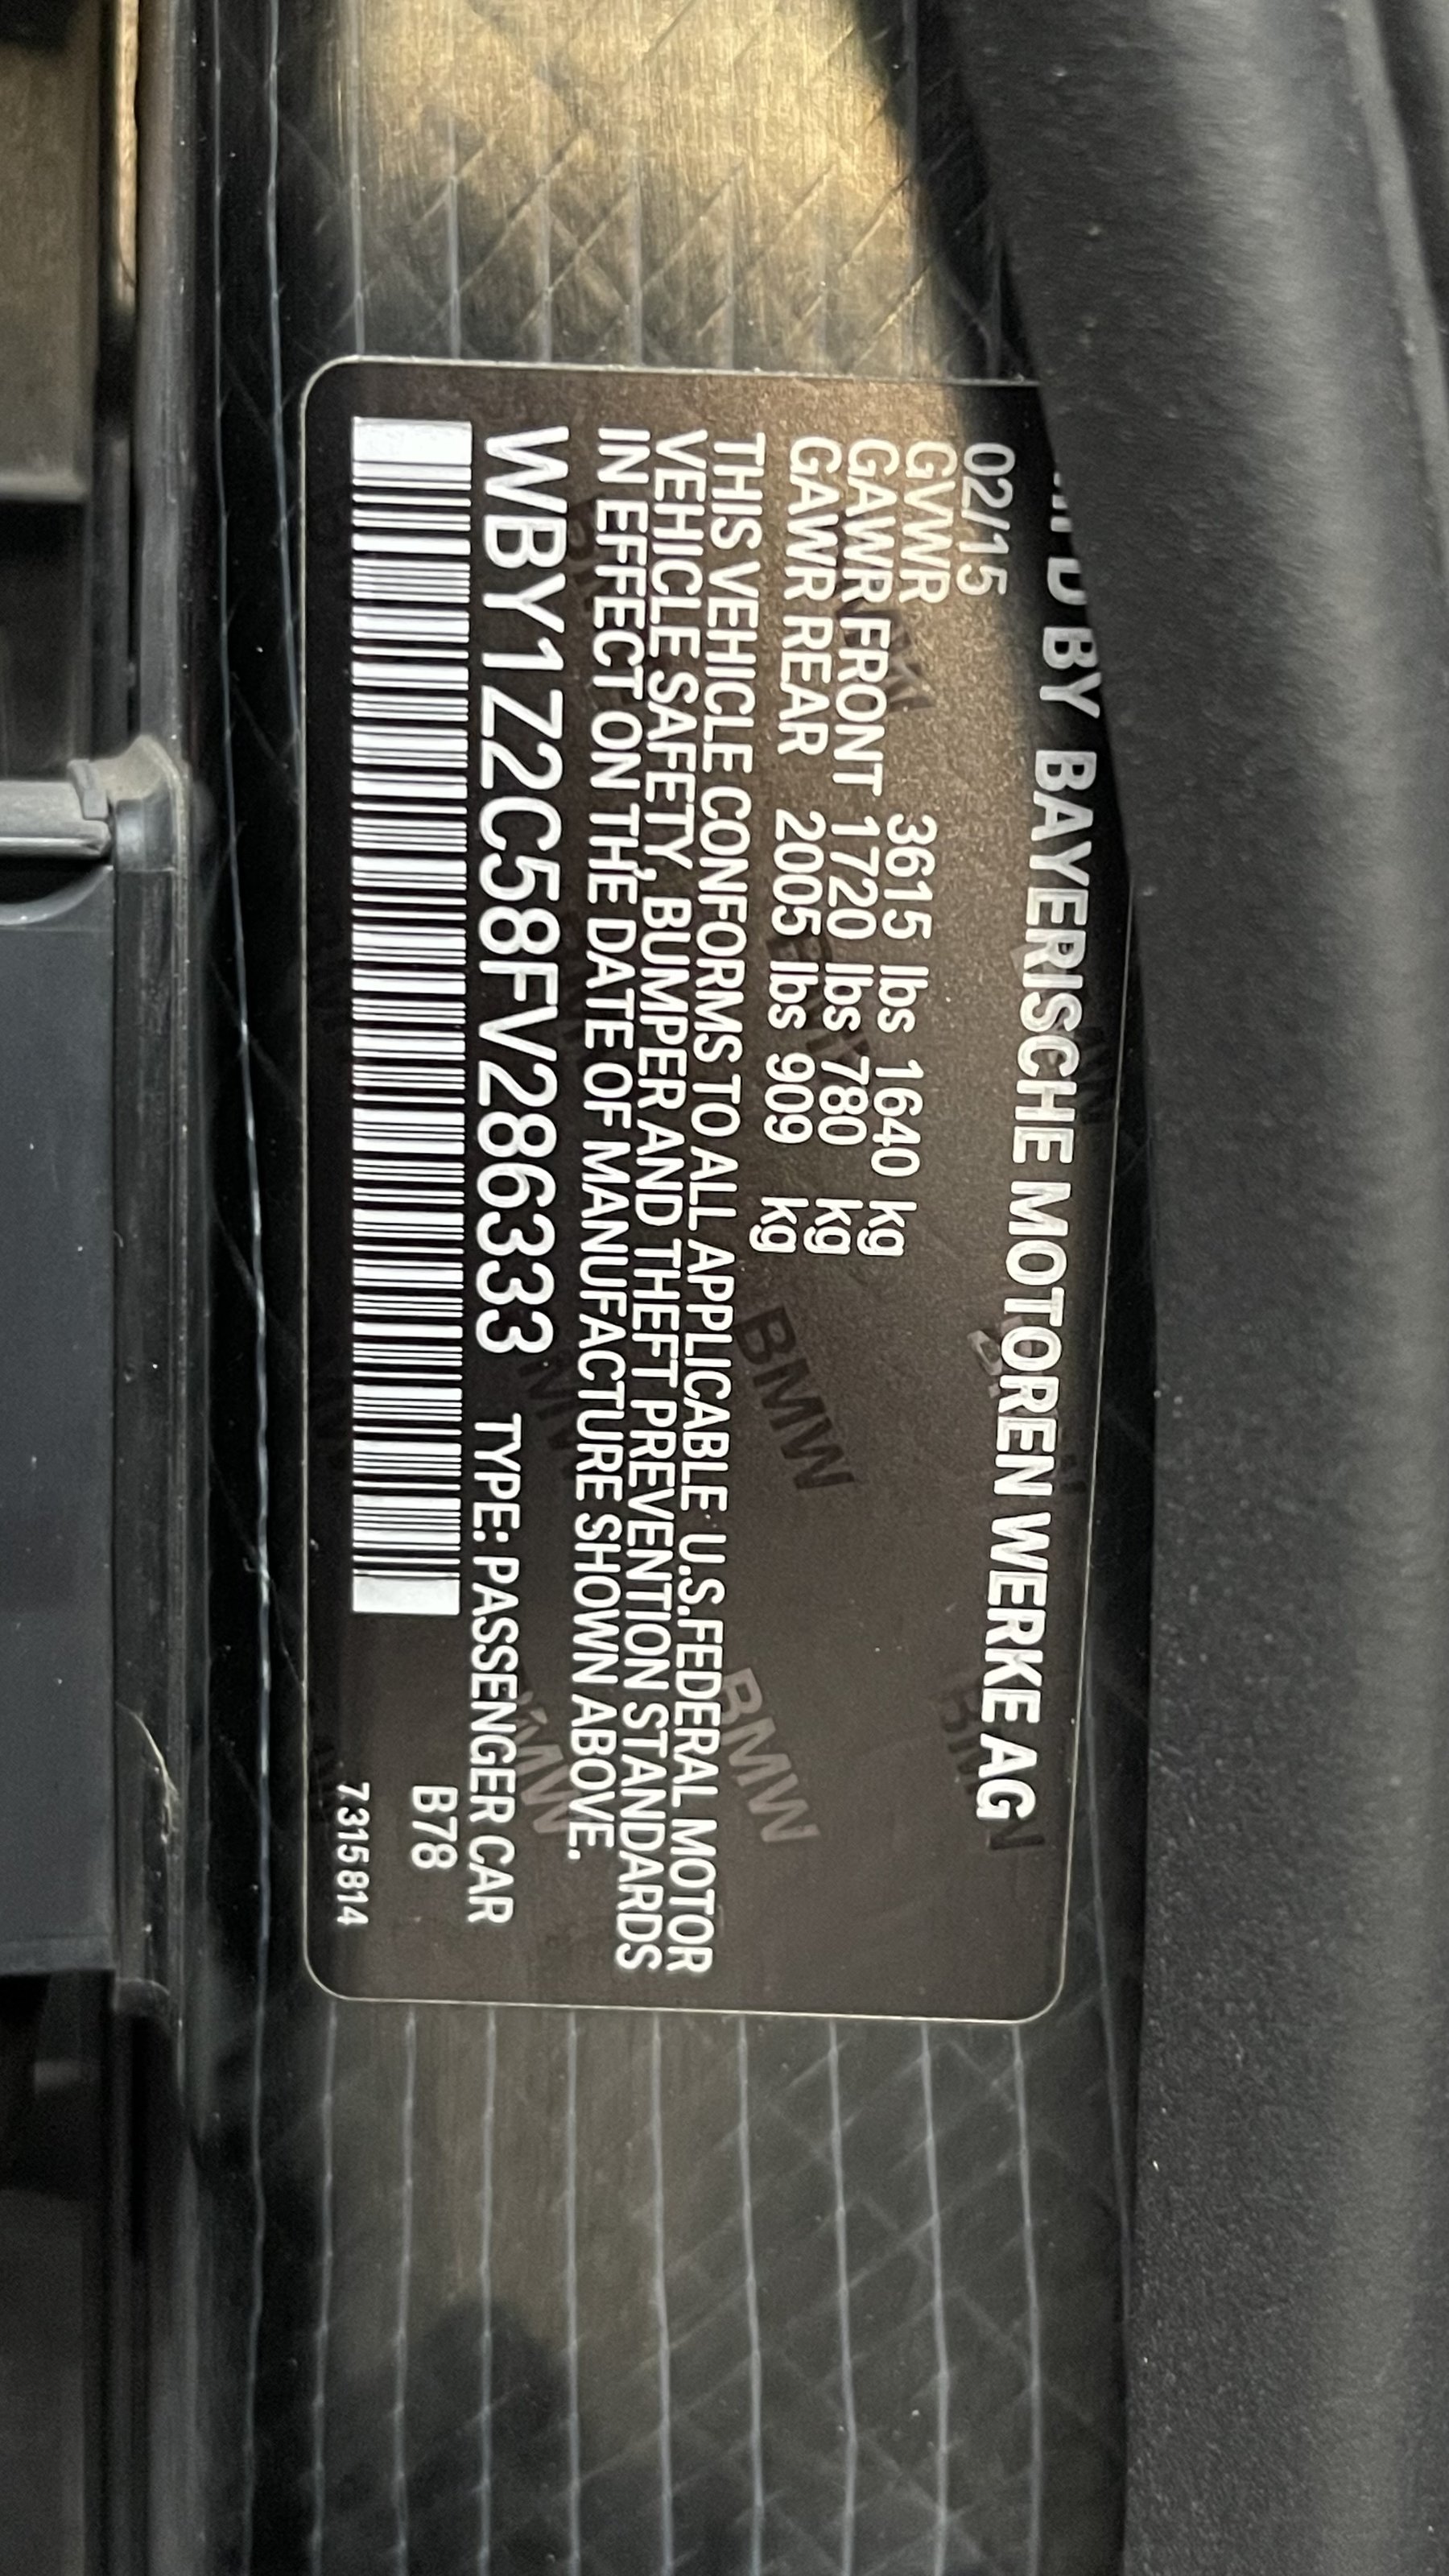 BY BAYERISCHE MOTOREN WERKE AG
02/15
GVWR 3615 lbs 1640 kg
GAWR FRONT 1720 lbs 780 kg
GAWR REAR 2005 lbs 909 kg
THIS VEHICLE CONFORMS TO ALL APPLICABLE U.S.FEDERAL MOTOR
VEHICLE SAFETY, BUMPER AND THEFT PREVENTION STANDARDS
IN EFFECT ON THE DATE OF MANUFACTURE SHOWN ABOVE.
WBY1Z2C58FV286333 TYPE: PASSENGER CAR
B78
7315814
BMW
BMW